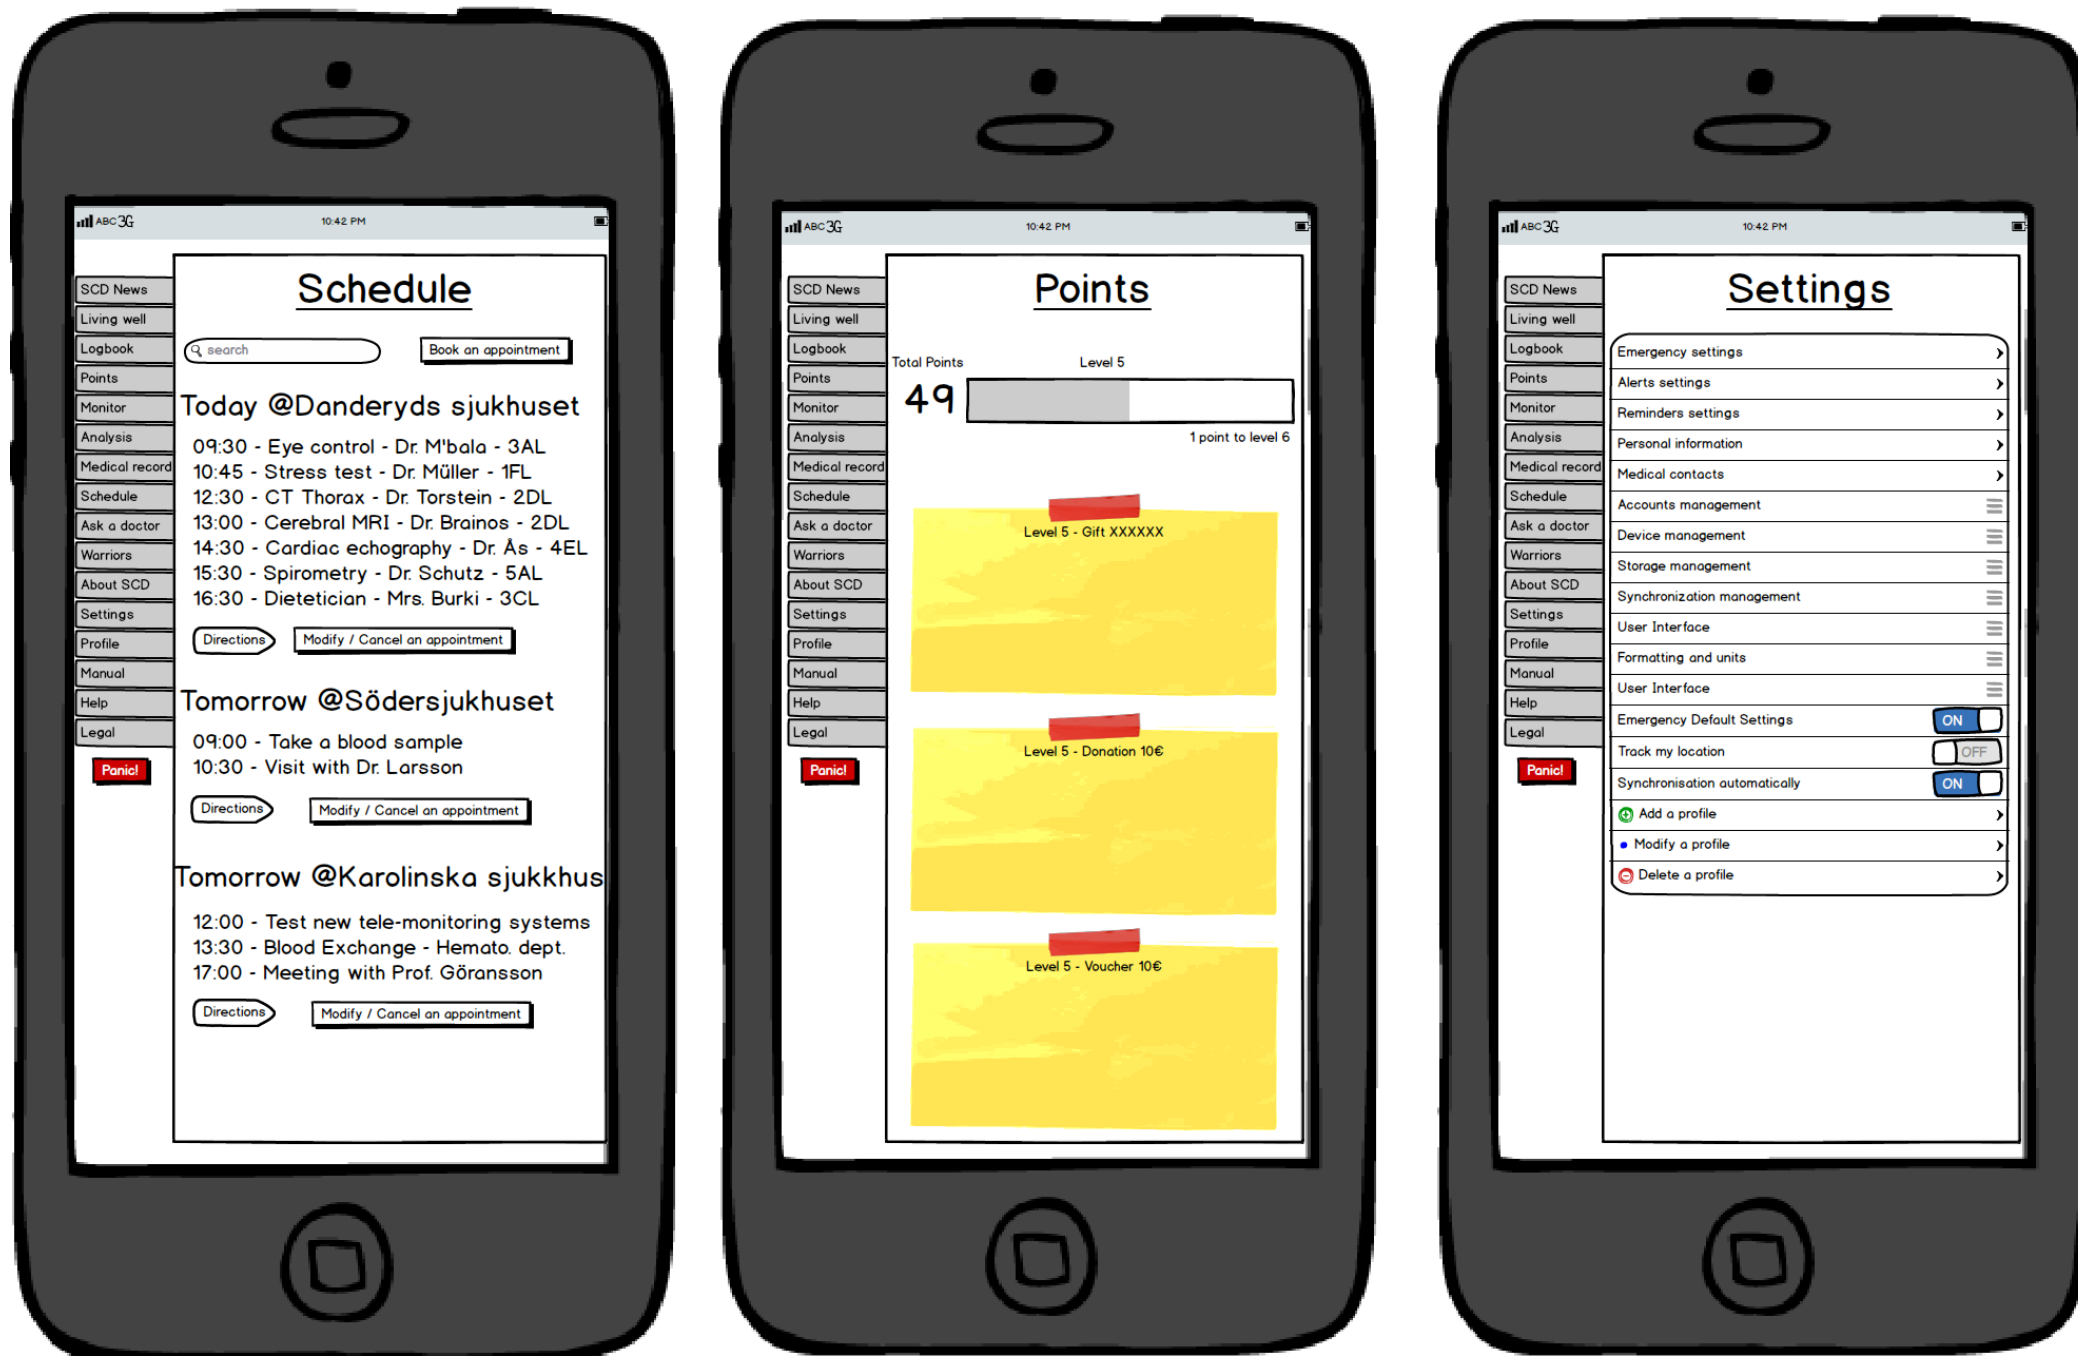 ABC 3G 10:42 PM
SCD News
Living well
Logbook
Points
Monitor
Analysis
Medical record
Schedule
Ask a doctor
Warriors
About SCD
Settings
Profile
Manual
Help
Legal
Panic!
Schedule
search
Book an appointment
Today @Danderyds sjukhuset
09:30 - Eye control - Dr. M'bala - 3AL
10:45 - Stress test - Dr. Müller - 1FL
12:30 - CT Thorax - Dr. Torstein - 2DL
13:00 - Cerebral MRI - Dr. Brainos - 2DL
14:30 - Cardiac echography - Dr. Ås - 4EL
15:30 - Spirometry - Dr. Schutz - 5AL
16:30 - Dietetician - Mrs. Burki - 3CL
Directions
Modify / Cancel an appointment
Tomorrow @Södersjukhuset
09:00 - Take a blood sample
10:30 - Visit with Dr. Larsson
Directions
Modify / Cancel an appointment
Tomorrow @Karolinska sjukkhus
12:00 - Test new tele-monitoring systems
13:30 - Blood Exchange - Hemato. dept.
17:00 - Meeting with Prof. Göransson
Directions
Modify / Cancel an appointment
ABC 3G 10:42 PM
SCD News
Living well
Logbook
Points
Monitor
Analysis
Medical record
Schedule
Ask a doctor
Warriors
About SCD
Settings
Profile
Manual
Help
Legal
Panic!
Points
Total Points
Level 5
49
1 point to level 6
Level 5 - Gift XXXXXX
Level 5 - Donation 10€
Level 5 - Voucher 10€
ABC 3G 10:42 PM
SCD News
Living well
Logbook
Points
Monitor
Analysis
Medical record
Schedule
Ask a doctor
Warriors
About SCD
Settings
Profile
Manual
Help
Legal
Panic!
Settings
Emergency settings
Alerts settings
Reminders settings
Personal information
Medical contacts
Accounts management
Device management
Storage management
Synchronization management
User Interface
Formatting and units
User Interface
Emergency Default Settings ON
Track my location OFF
Synchronisation automatically ON
Add a profile
Modify a profile
Delete a profile